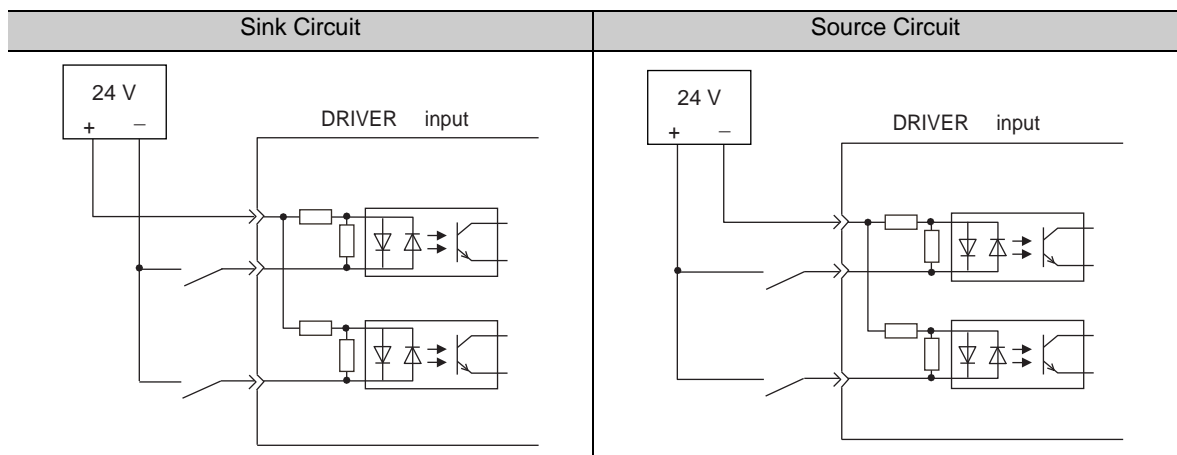 Sink Circuit
Source Circuit
24 V
+ −
DRIVER input
24 V
+ −
DRIVER input